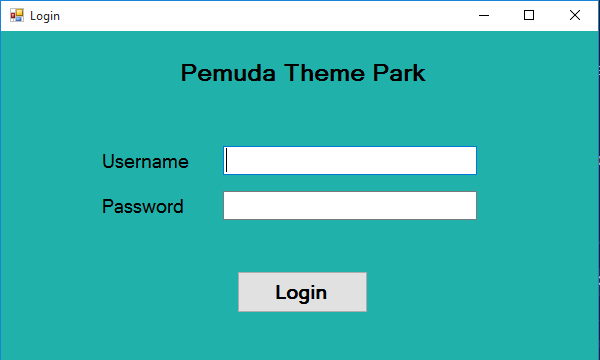 Login
Pemuda Theme Park
Username
Password
Login